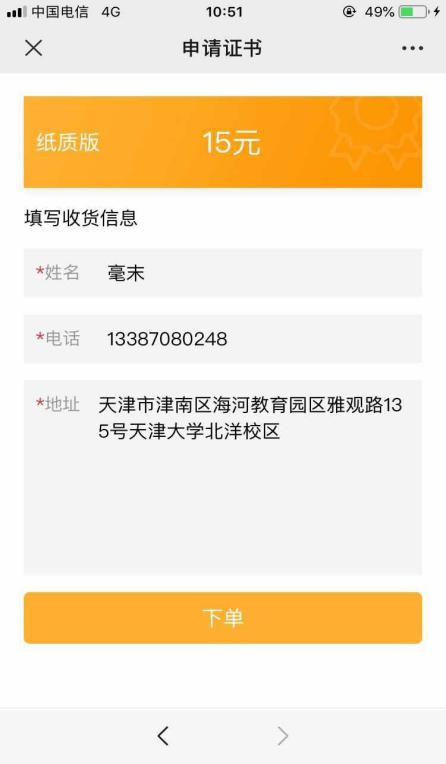 中国电信 4G 10:51 49%
申请证书
纸质版 15元
填写收货信息
*姓名 毫末
*电话 13387080248
*地址 天津市津南区海河教育园区雅观路13
5号天津大学北洋校区
下单